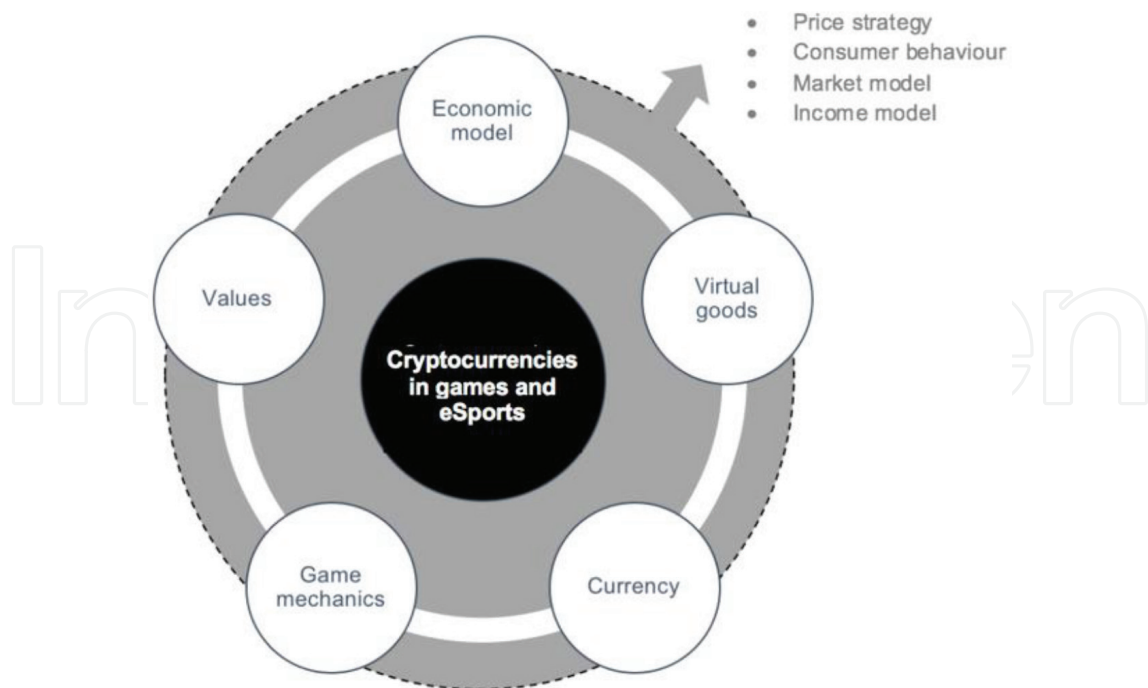 • Price strategy
• Consumer behaviour
• Market model
• Income model
Economic
model
Values
Virtual
goods
Cryptocurrencies
in games and
eSports
Game
mechanics
Currency